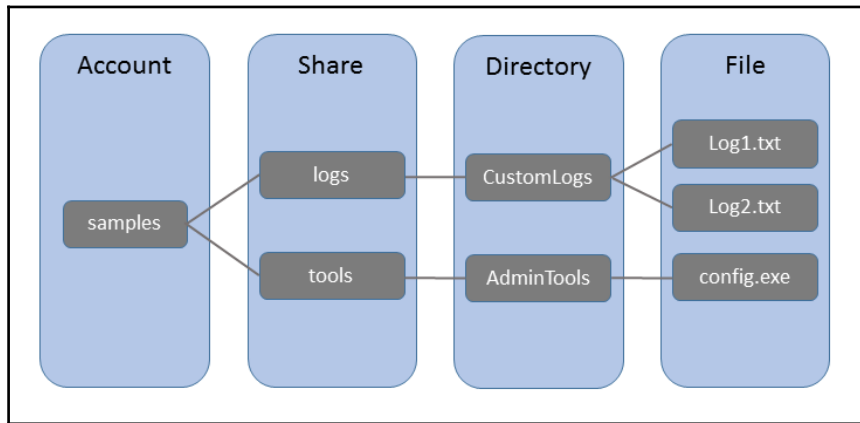 Account
Share
Directory
File
samples
logs
tools
CustomLogs
AdminTools
Log1.txt
Log2.txt
config.exe